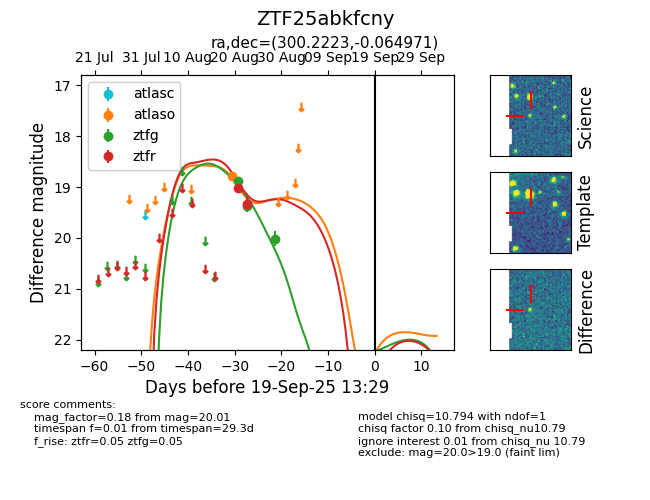 ZTF25abkfcny
ra,dec=(300.2223,-0.064971)
21 Jul 31 Jul 10 Aug 20 Aug 30 Aug 09 Sep 19 Sep 29 Sep
17
18
19
20
21
22
Difference magnitude
atlasc
atlaso
ztfg
ztfr
−60 −50 −40 −30 −20 −10 0 10
Days before 19-Sep-25 13:29
Science
Template
Difference
score comments:
mag_factor=0.18 from mag=20.01
timespan f=0.01 from timespan=29.3d
f_rise: ztfr=0.05 ztfg=0.05
model chisq=10.794 with ndof=1
chisq factor 0.10 from chisq_nu10.79
ignore interest 0.01 from chisq_nu 10.79
exclude: mag=20.0>19.0 (faint lim)